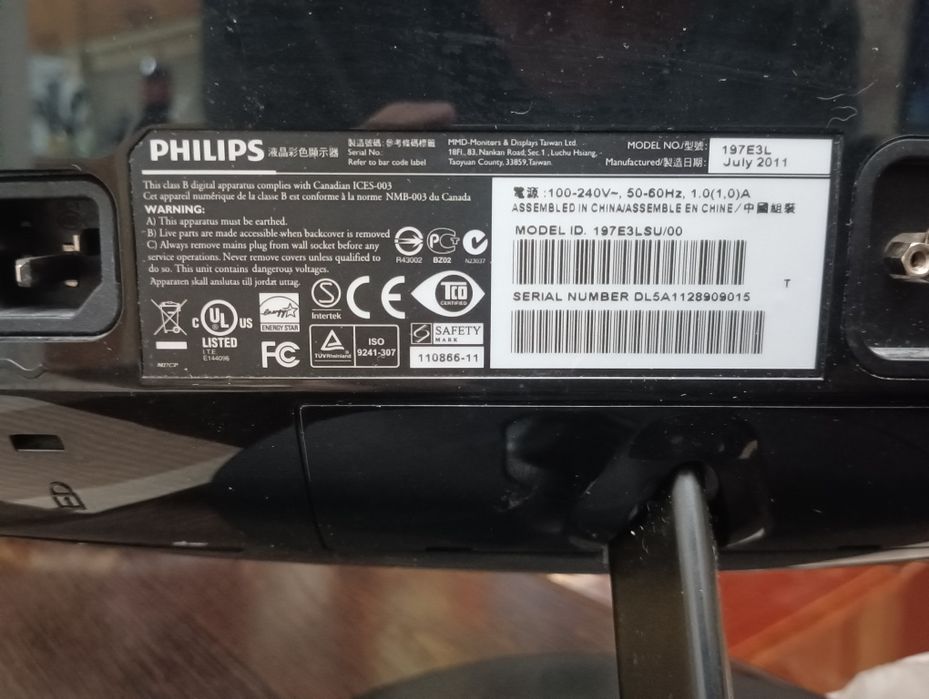 PHILIPS 液晶彩色顯示器
製造號碼:參考條碼標籤
Serial No.:
Refer to bar code label
MMD-Monitors & Displays Taiwan Ltd.
18Fl.,83,Nankan Road,Sec.1, Luchu Hsiang,
Taoyuan County,33859,Taiwan.
MODEL NO/型號: 197E3L
Manufactured/製造日期: July 2011
This class B digital apparatus complies with Canadian ICES-003
Cet appareil numérique de la classe B est conforme à la norme NMB-003 du Canada
WARNING:
A) This apparatus must be earthed.
B) Live parts are made accessible when backcover is removed
C) Always remove mains plug from wall socket before any
service operations. Never remove covers unless qualified to
do so. This unit contains dangerous voltages.
Apparaten skall anslutas till jordat uttag.
R43002
PCT
BZ02
N23037
C UL US
LISTED
I.T.E
E144096
energy
ENERGY STAR
S
Intertek
CE
TCO
CERTIFIED
FC
TÜVRheinland
ISO
9241-307
S SAFETY
MARK
110866-11
電源 :100-240V~, 50-60Hz, 1.0(1,0)A
ASSEMBLED IN CHINA/ASSEMBLE EN CHINE/中國組裝
MODEL ID. 197E3LSU/00
SERIAL NUMBER DL5A1128909015
T